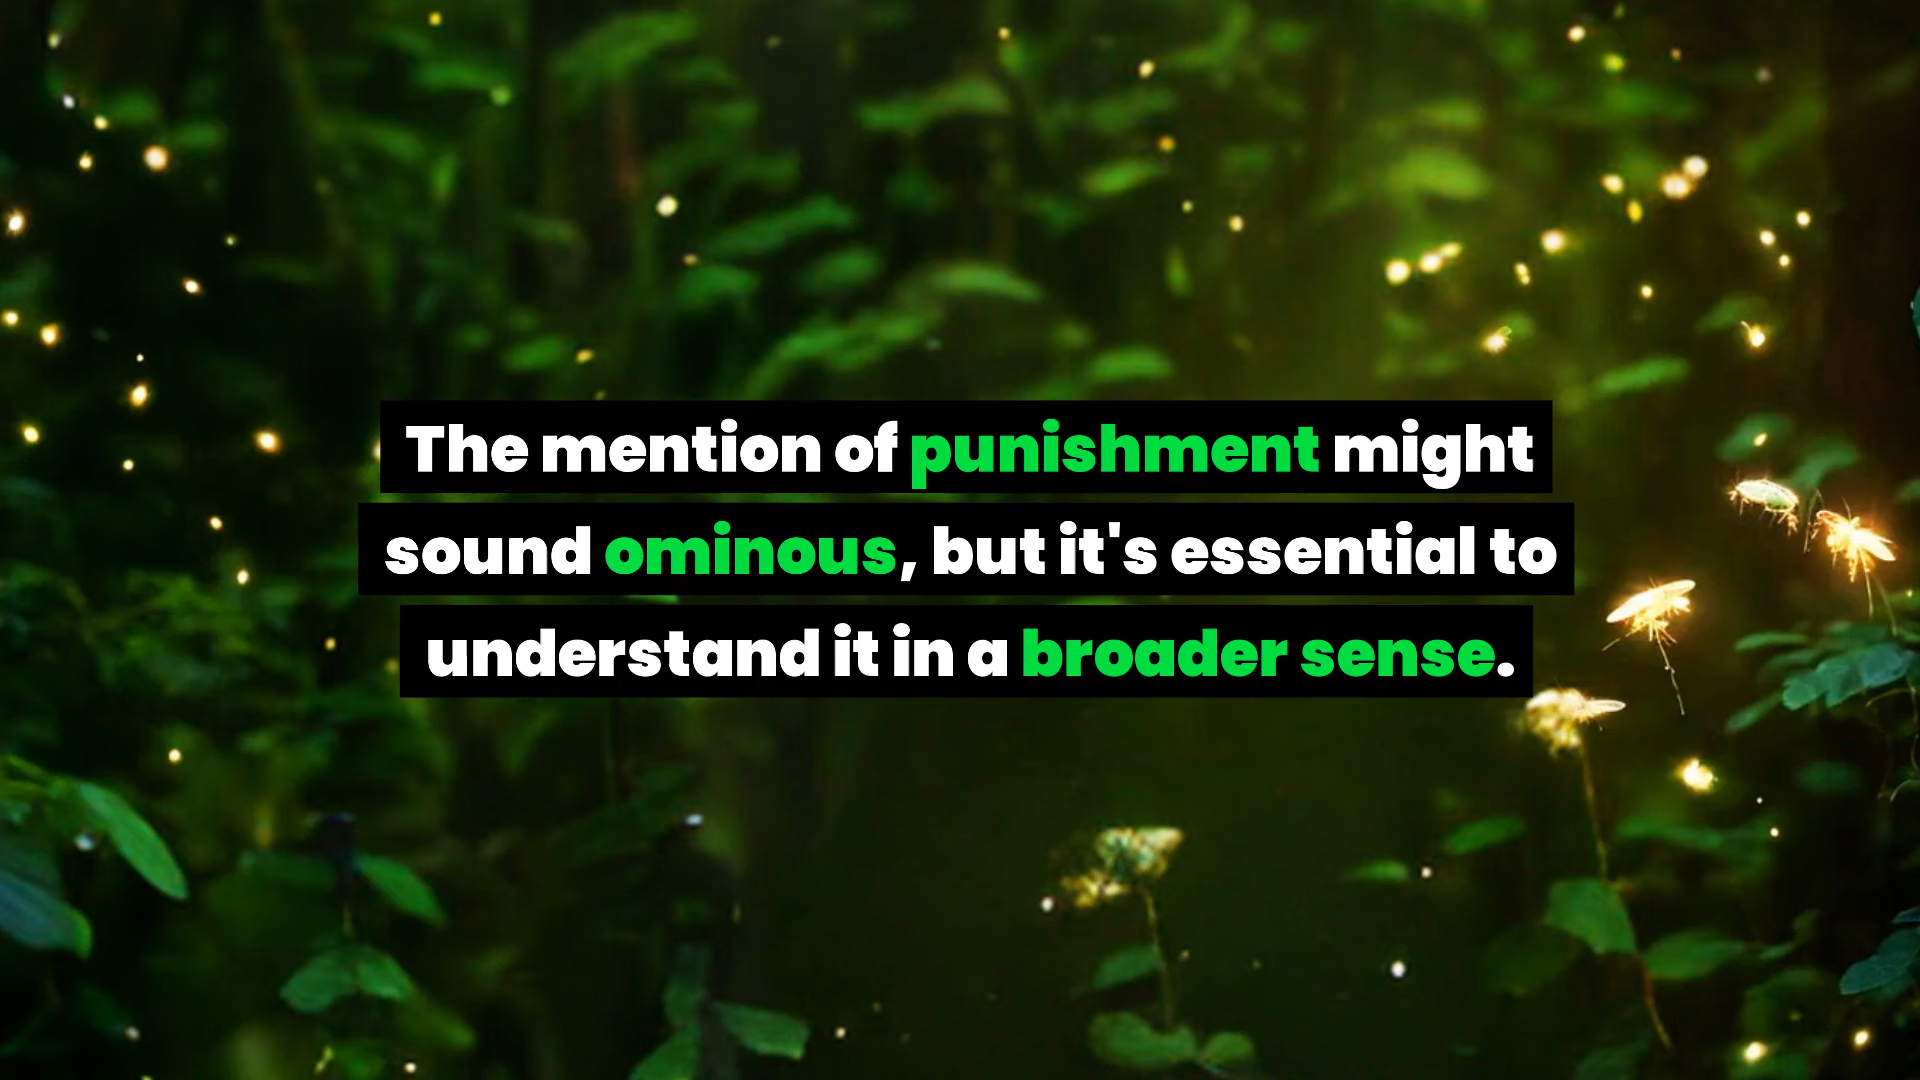 The mention of punishment might
sound ominous, but it's essential to
understand it in a broader sense.